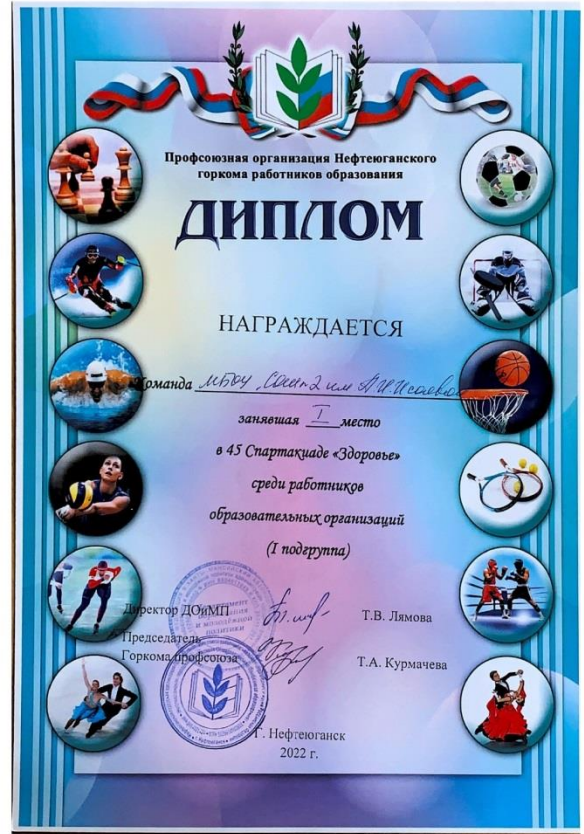 Профсоюзная организация Нефтеюганского
горкома работников образования
ДИПЛОМ
НАГРАЖДАЕТСЯ
Команда МБОУ "СОШ №2 им А.И.Исаевой
занявшая I место
в 45 Спартакиаде «Здоровье»
среди работников
образовательных организаций
(I подгруппа)
Директор ДОиМП Т.В. Лямова
Председатель
Горкома профсоюза Т.А. Курмачева
Г. Нефтеюганск
2022 г.